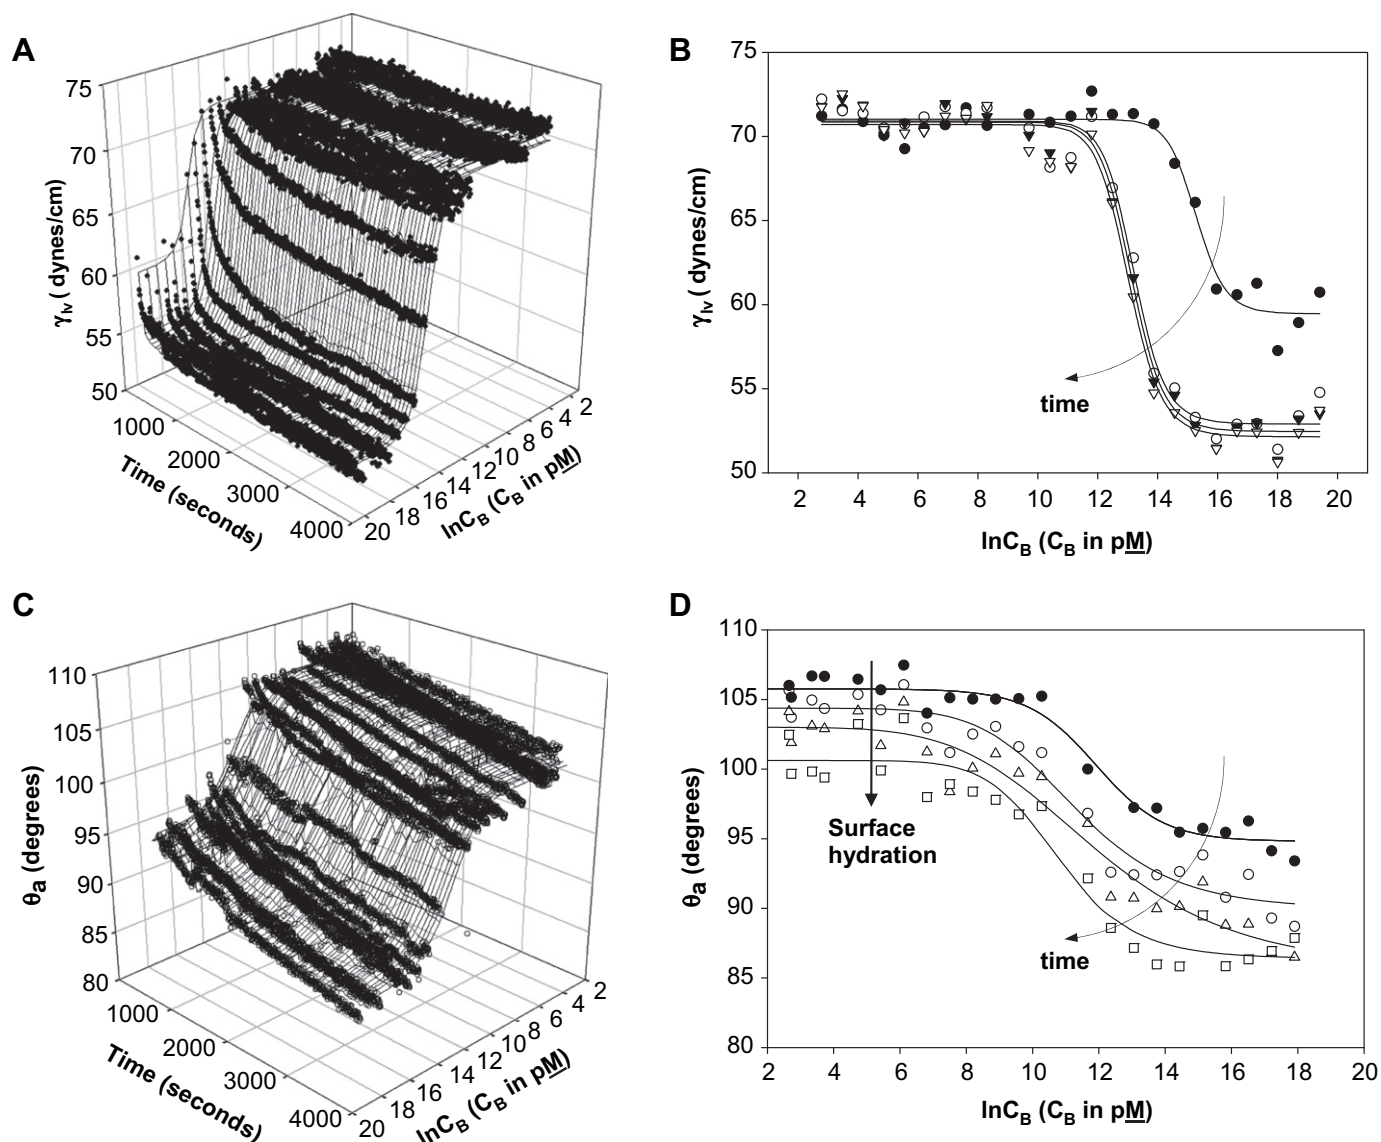 A
75
70
65
60
55
50
γlv ( dynes/cm)
1000
2000
3000
4000
Time (seconds)
2
4
6
8
10
12
14
16
18
20
lnCB (CB in pM)
B
75
70
65
60
55
50
γlv ( dynes/cm)
time
2 4 6 8 10 12 14 16 18 20
lnCB (CB in pM)
C
110
105
100
95
90
85
80
θa (degrees)
1000
2000
3000
4000
Time (seconds)
2
4
6
8
10
12
14
16
18
20
lnCB (CB in pM)
D
110
105
100
95
90
85
80
θa (degrees)
Surface
hydration
time
2 4 6 8 10 12 14 16 18 20
lnCB (CB in pM)